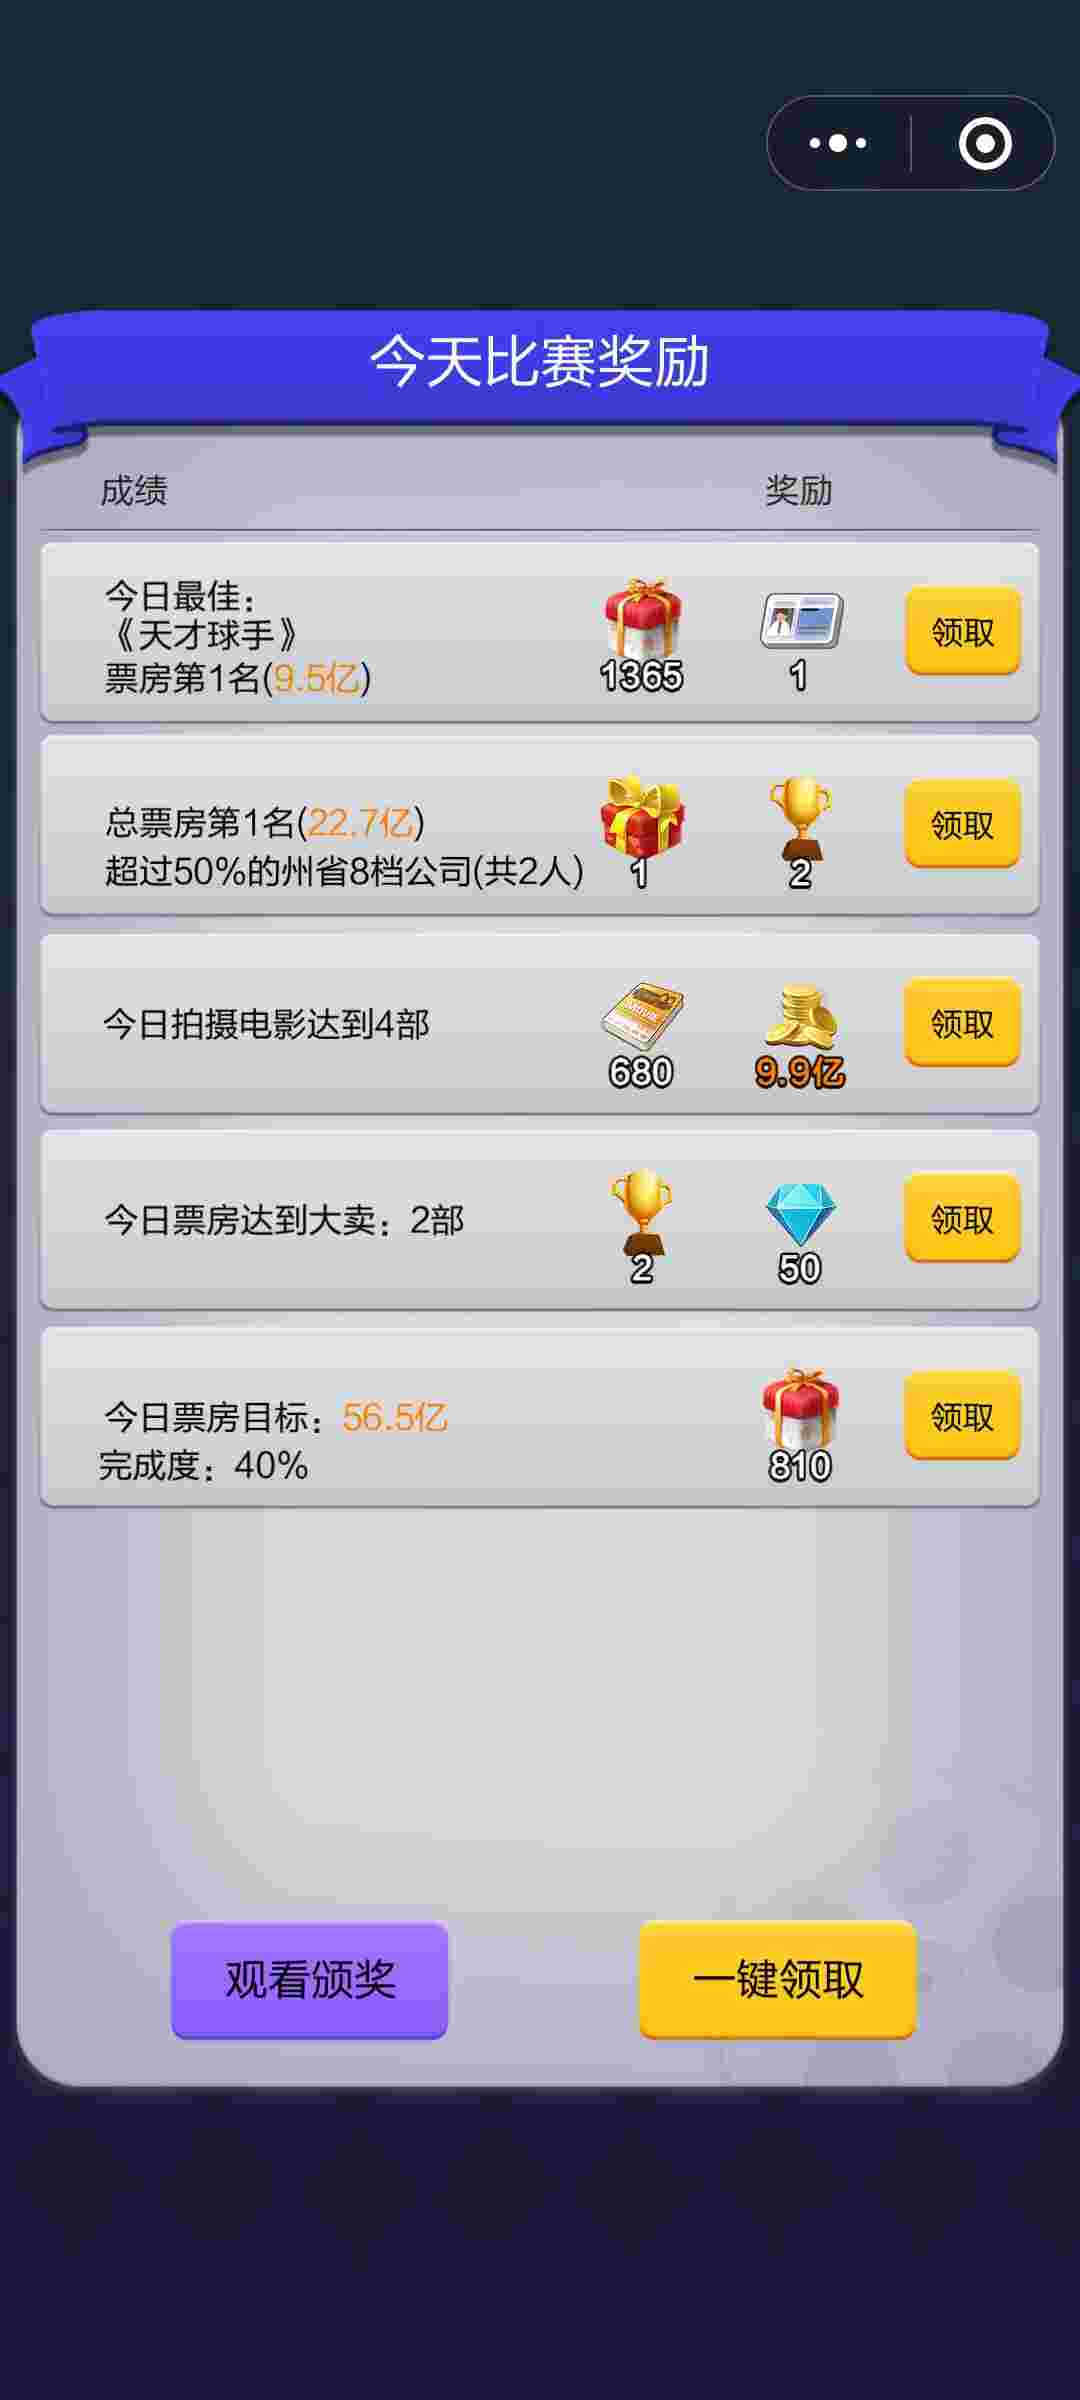 今天比赛奖励
成绩 奖励
今日最佳：
《天才球手》
票房第1名(9.5亿)
1365 1 领取
总票房第1名(22.7亿)
超过50%的州省8档公司(共2人)
1 2 领取
今日拍摄电影达到4部
MOVIE
680 9.9亿 领取
今日票房达到大卖：2部
2 50 领取
今日票房目标：56.5亿
完成度：40%
810 领取
观看颁奖 一键领取